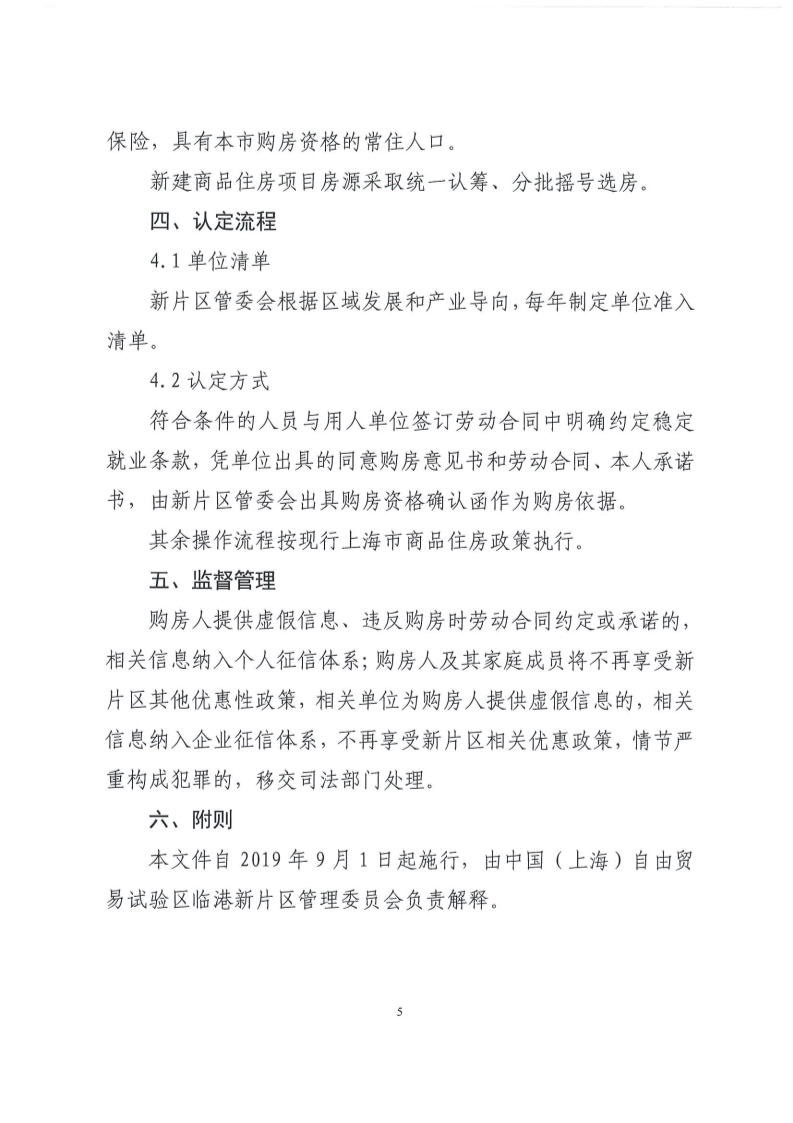 保险，具有本市购房资格的常住人口。
新建商品住房项目房源采取统一认筹、分批摇号选房。
四、认定流程
4.1 单位清单
新片区管委会根据区域发展和产业导向，每年制定单位准入
清单。
4.2 认定方式
符合条件的人员与用人单位签订劳动合同中明确约定稳定
就业条款，凭单位出具的同意购房意见书和劳动合同、本人承诺
书，由新片区管委会出具购房资格确认函作为购房依据。
其余操作流程按现行上海市商品住房政策执行。
五、监督管理
购房人提供虚假信息、违反购房时劳动合同约定或承诺的，
相关信息纳入个人征信体系；购房人及其家庭成员将不再享受新
片区其他优惠性政策，相关单位为购房人提供虚假信息的，相关
信息纳入企业征信体系，不再享受新片区相关优惠政策，情节严
重构成犯罪的，移交司法部门处理。
六、附则
本文件自 2019 年 9 月 1 日起施行，由中国（上海）自由贸
易试验区临港新片区管理委员会负责解释。
5